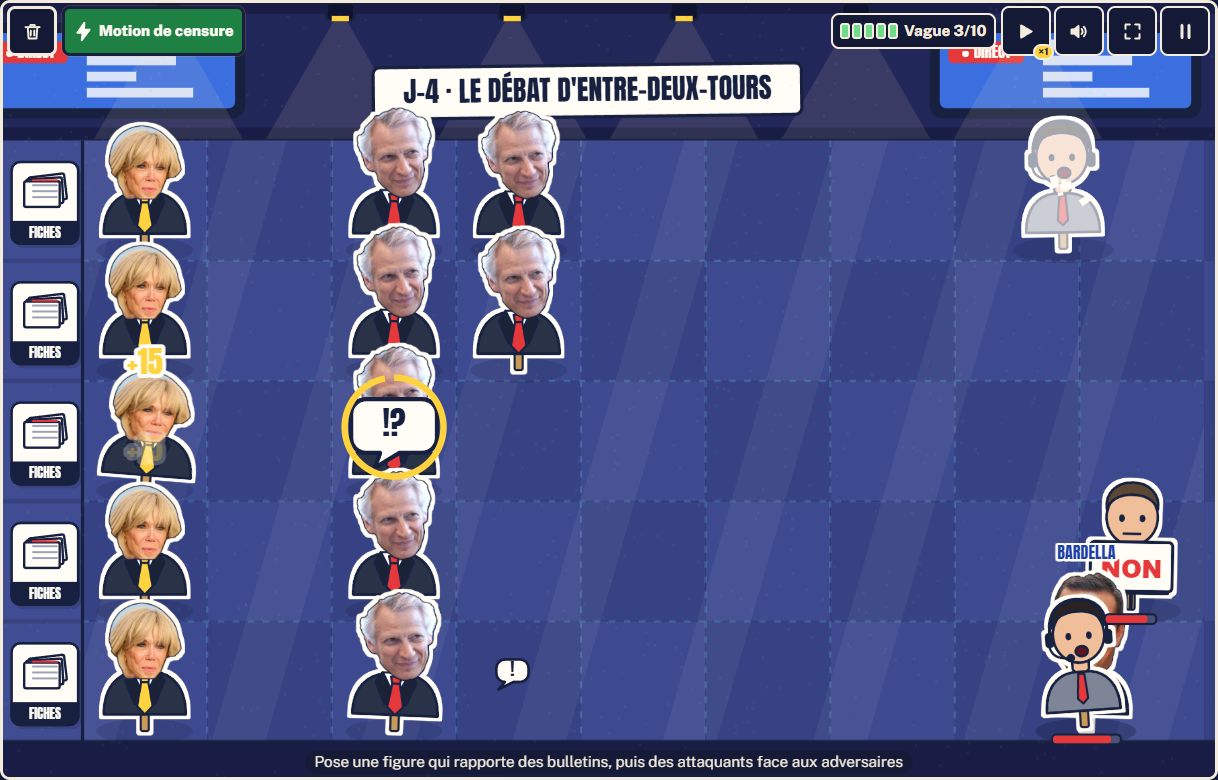 Motion de censure
Vague 3/10
×1
DIRECT
J-4 · LE DÉBAT D'ENTRE-DEUX-TOURS
FICHES
FICHES
+15
!?
FICHES
FICHES
BARDELLA
NON
!
FICHES
Pose une figure qui rapporte des bulletins, puis des attaquants face aux adversaires